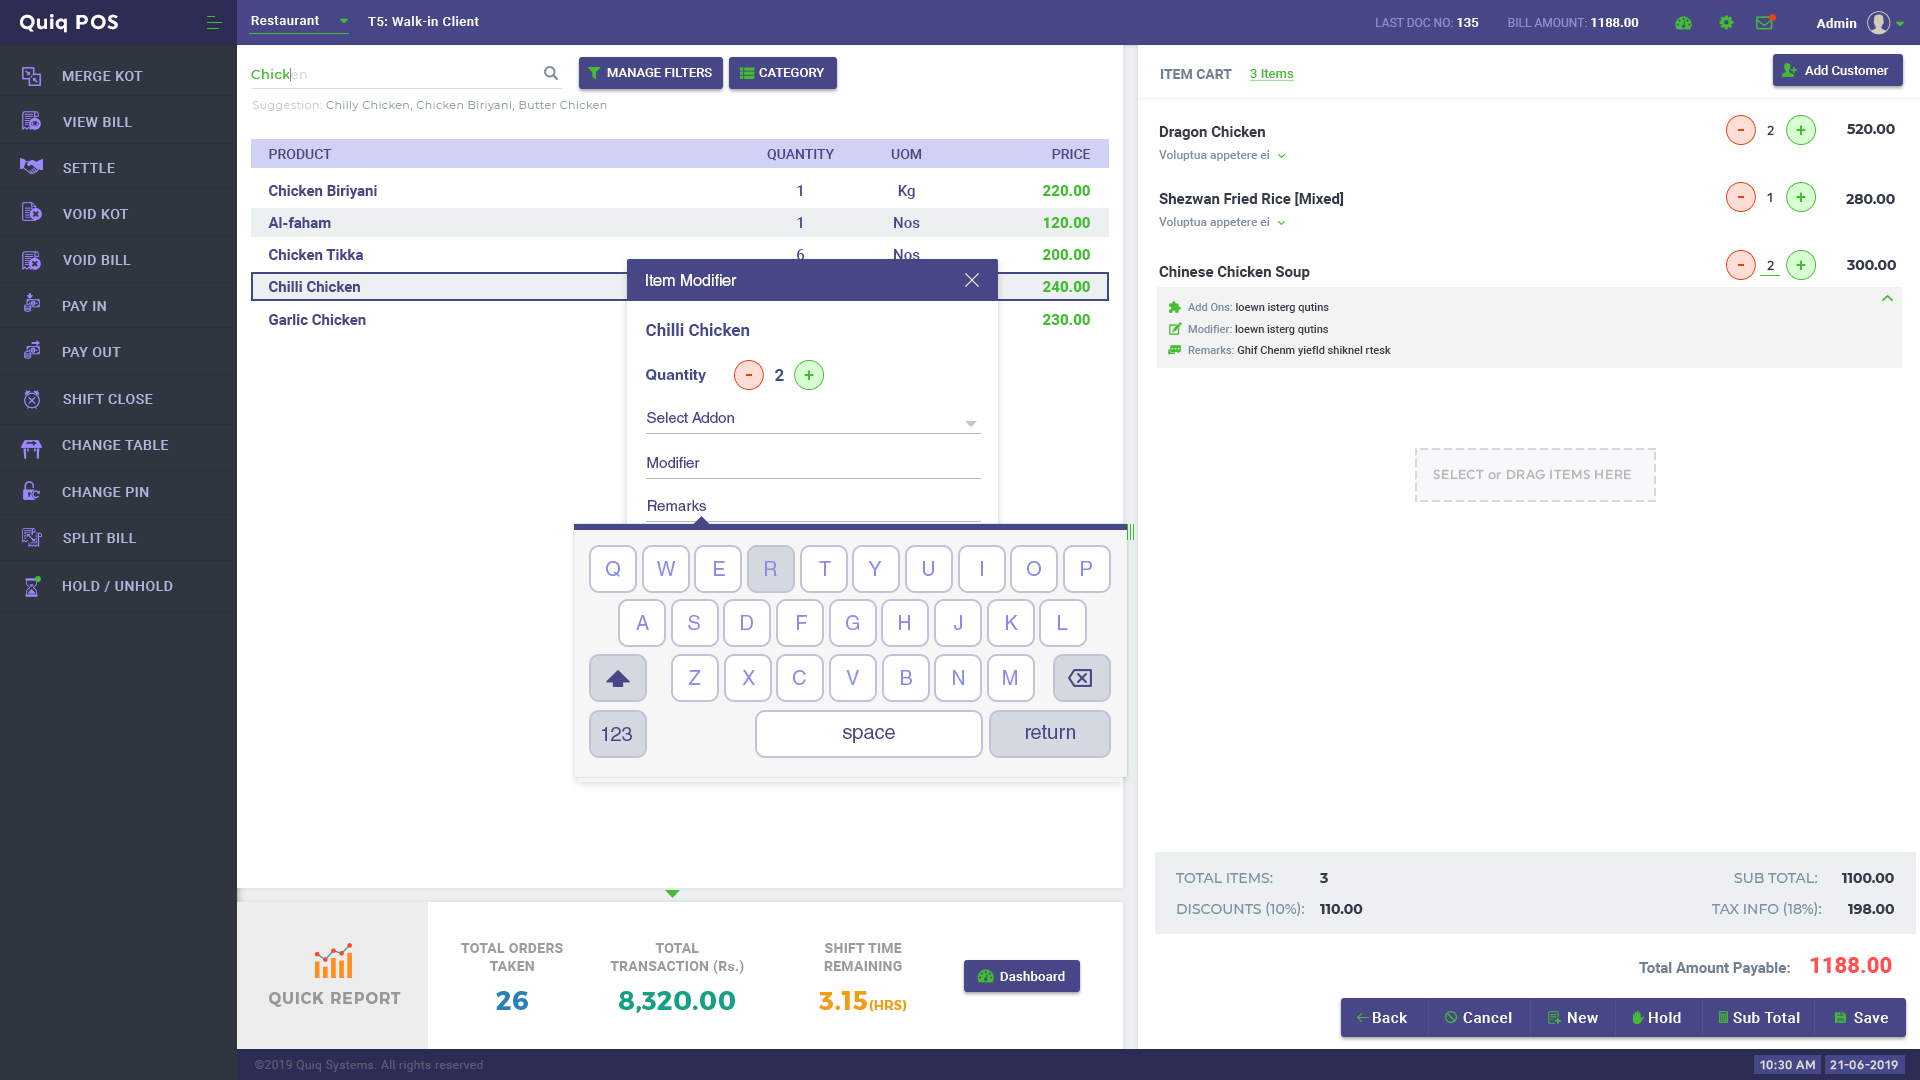 Quiq POS
Restaurant
T5: Walk-in Client
LAST DOC NO: 135
BILL AMOUNT: 1188.00
Admin
MERGE KOT
VIEW BILL
SETTLE
VOID KOT
VOID BILL
PAY IN
PAY OUT
SHIFT CLOSE
CHANGE TABLE
CHANGE PIN
SPLIT BILL
HOLD / UNHOLD
Chicken
MANAGE FILTERS
CATEGORY
Suggestion: Chilly Chicken, Chicken Biriyani, Butter Chicken
PRODUCT QUANTITY UOM PRICE
Chicken Biriyani 1 Kg 220.00
Al-faham 1 Nos 120.00
Chicken Tikka 6 Nos 200.00
Chilli Chicken 240.00
Garlic Chicken 230.00
Item Modifier
Chilli Chicken
Quantity - 2 +
Select Addon
Modifier
Remarks
Q W E R T Y U I O P
A S D F G H J K L
Z X C V B N M
123 space return
ITEM CART 3 Items
Add Customer
Dragon Chicken - 2 + 520.00
Voluptua appetere ei
Shezwan Fried Rice [Mixed] - 1 + 280.00
Voluptua appetere ei
Chinese Chicken Soup - 2 + 300.00
Add Ons: loewn isterg qutins
Modifier: loewn isterg qutins
Remarks: Ghif Chenm yiefld shiknel rtesk
SELECT or DRAG ITEMS HERE
TOTAL ITEMS: 3 SUB TOTAL: 1100.00
DISCOUNTS (10%): 110.00 TAX INFO (18%): 198.00
Total Amount Payable: 1188.00
Back Cancel New Hold Sub Total Save
QUICK REPORT
TOTAL ORDERS
TAKEN
26
TOTAL
TRANSACTION (Rs.)
8,320.00
SHIFT TIME
REMAINING
3.15(HRS)
Dashboard
©2019 Quiq Systems. All rights reserved
10:30 AM 21-06-2019